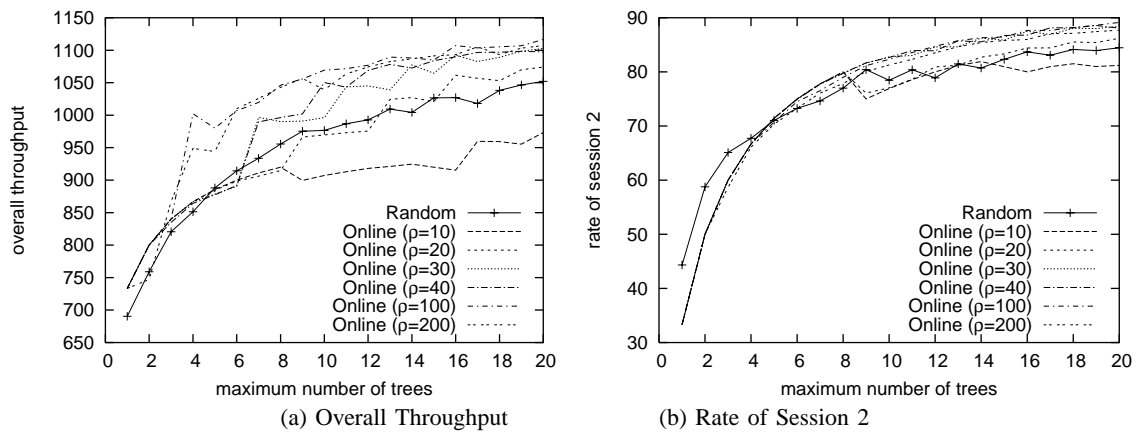 1150
1100
1050
1000
950
900
850
800
750
700
650
overall throughput
0 2 4 6 8 10 12 14 16 18 20
maximum number of trees
Random
Online (ρ=10)
Online (ρ=20)
Online (ρ=30)
Online (ρ=40)
Online (ρ=100)
Online (ρ=200)
(a) Overall Throughput
90
80
70
60
50
40
30
rate of session 2
0 2 4 6 8 10 12 14 16 18 20
maximum number of trees
Random
Online (ρ=10)
Online (ρ=20)
Online (ρ=30)
Online (ρ=40)
Online (ρ=100)
Online (ρ=200)
(b) Rate of Session 2